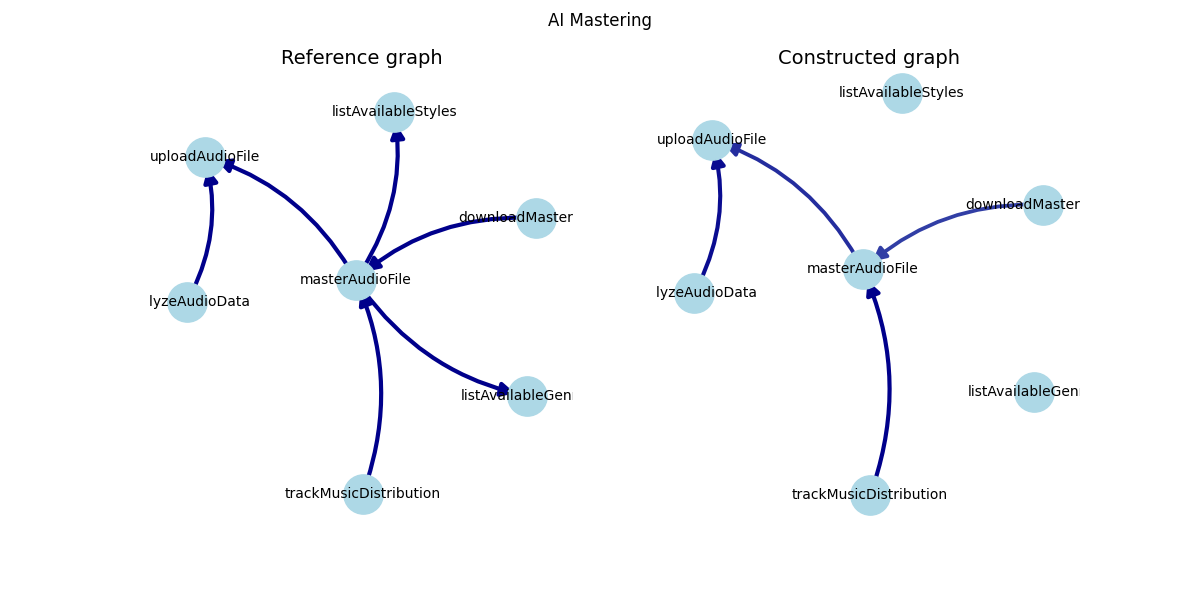 AI Mastering
Reference graph
listAvailableStyles
uploadAudioFile
downloadMaster
masterAudioFile
lyzeAudioData
listAvailableGen
trackMusicDistribution
Constructed graph
listAvailableStyles
uploadAudioFile
downloadMaster
masterAudioFile
lyzeAudioData
listAvailableGen
trackMusicDistribution